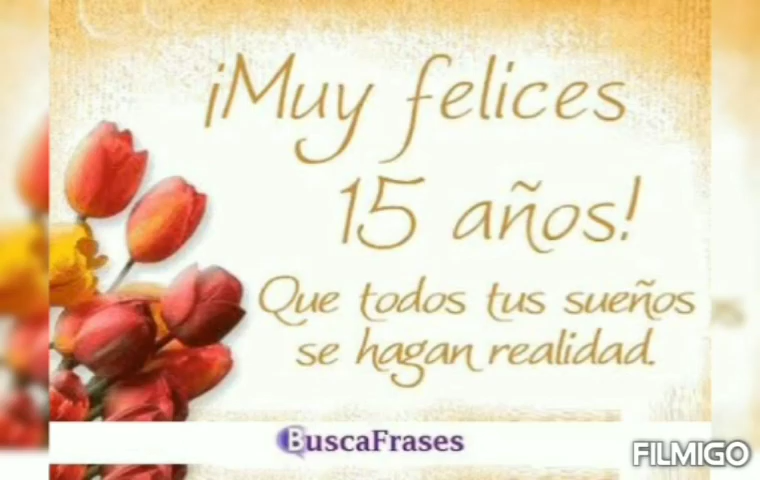 ¡Muy felices
15 años!
Que todos tus sueños
se hagan realidad.
BuscaFrases
FILMIGO